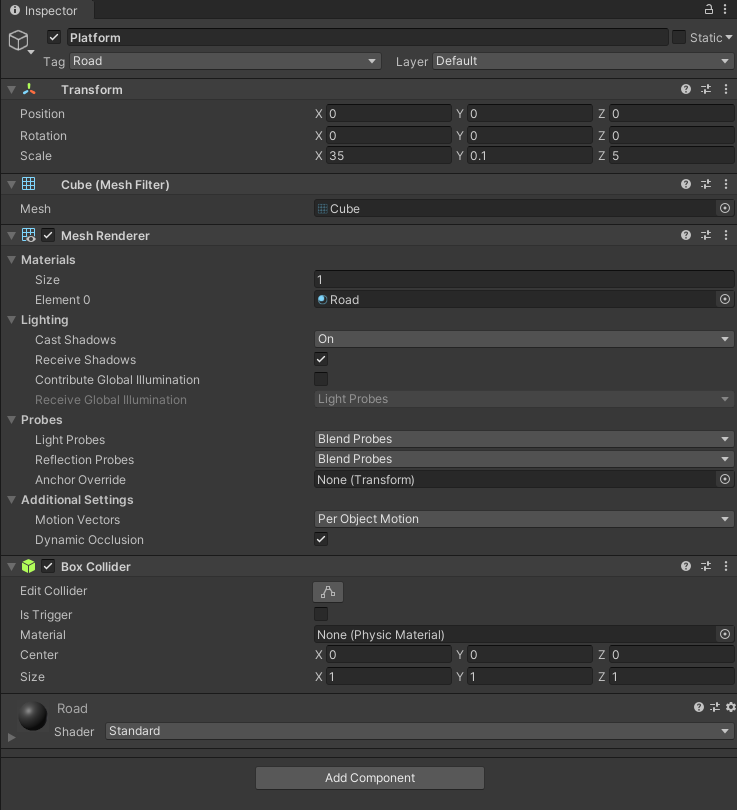 Inspector
Platform Static
Tag Road Layer Default
Transform
Position X 0 Y 0 Z 0
Rotation X 0 Y 0 Z 0
Scale X 35 Y 0.1 Z 5
Cube (Mesh Filter)
Mesh Cube
Mesh Renderer
Materials
Size 1
Element 0 Road
Lighting
Cast Shadows On
Receive Shadows
Contribute Global Illumination
Receive Global Illumination Light Probes
Probes
Light Probes Blend Probes
Reflection Probes Blend Probes
Anchor Override None (Transform)
Additional Settings
Motion Vectors Per Object Motion
Dynamic Occlusion
Box Collider
Edit Collider
Is Trigger
Material None (Physic Material)
Center X 0 Y 0 Z 0
Size X 1 Y 1 Z 1
Road
Shader Standard
Add Component